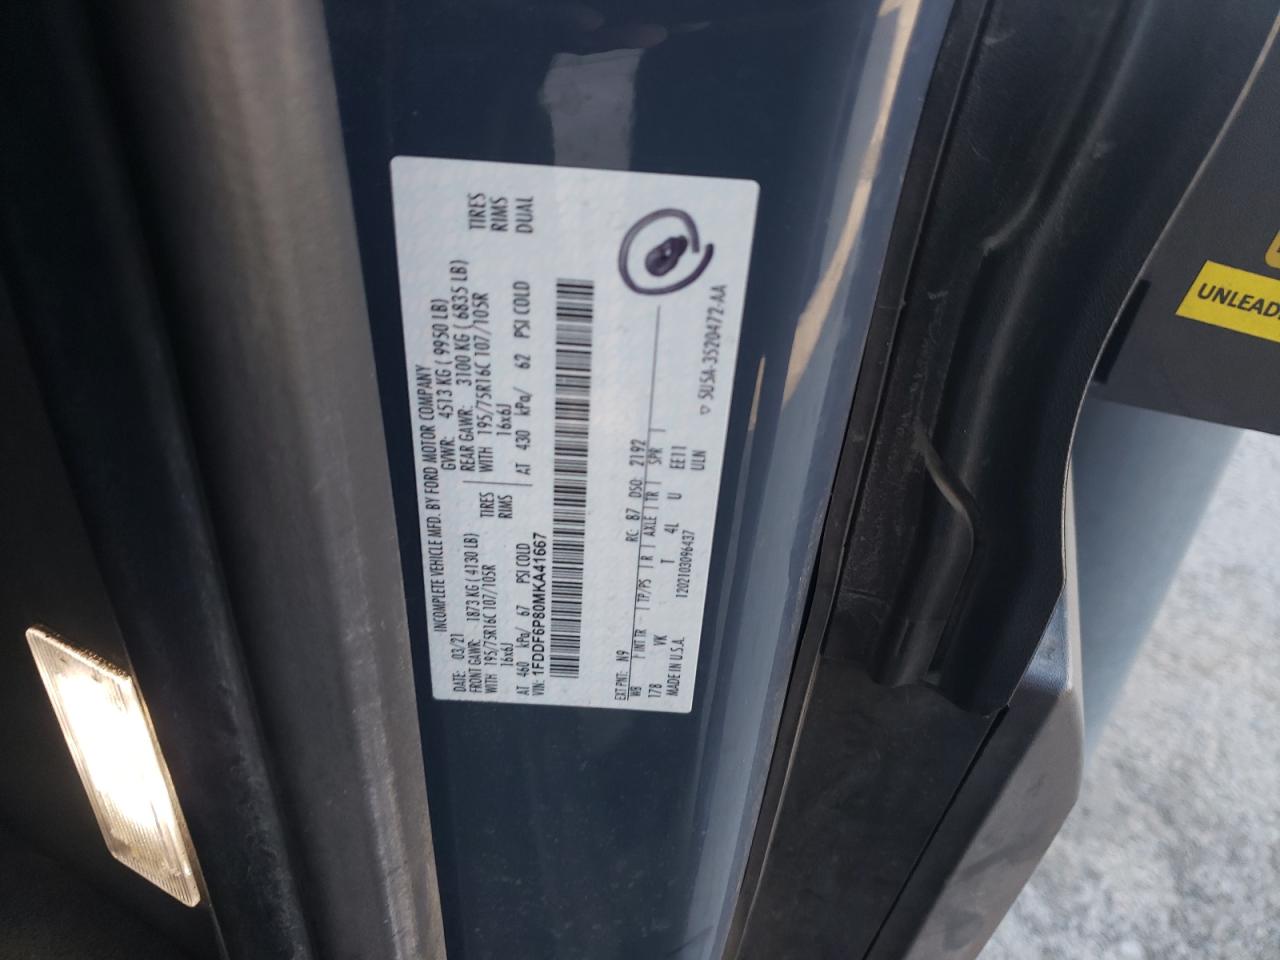 INCOMPLETE VEHICLE MFD. BY FORD MOTOR COMPANY
DATE: 03/21 GVWR: 4513 KG ( 9950 LB)
FRONT GAWR: 1873 KG ( 4130 LB) REAR GAWR: 3100 KG ( 6835 LB)
WITH 195/75R16C 107/105R TIRES WITH 195/75R16C 107/105R TIRES
16x6J RIMS 16x6J RIMS
AT 460 kPa/ 67 PSI COLD AT 430 kPa/ 62 PSI COLD DUAL
VIN: 1FDDF6P80MKA41667
EXT PNT: N9 RC: 87 DSO: 2192
WB INT TR TP/PS R AXLE TR SPR
178 VK T 4L U EE11
MADE IN U.S.A. 1202103096437 ULN
SU5A-3520472-AA
UNLEAD